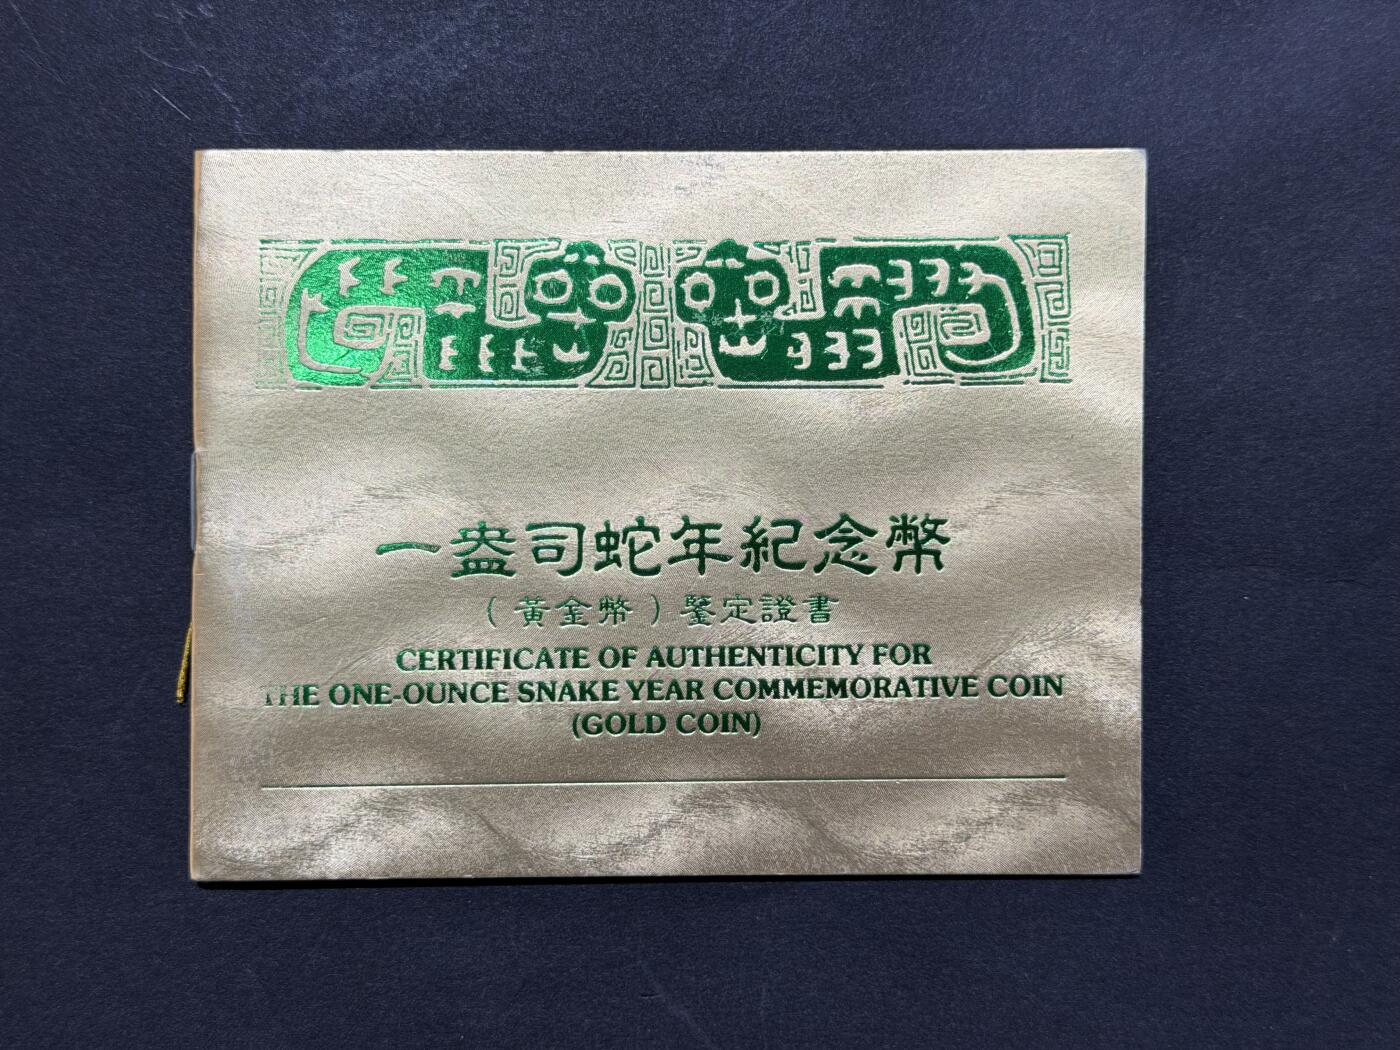 一盎司蛇年紀念幣
(黃金幣)鑒定證書
CERTIFICATE OF AUTHENTICITY FOR
THE ONE-OUNCE SNAKE YEAR COMMEMORATIVE COIN
(GOLD COIN)